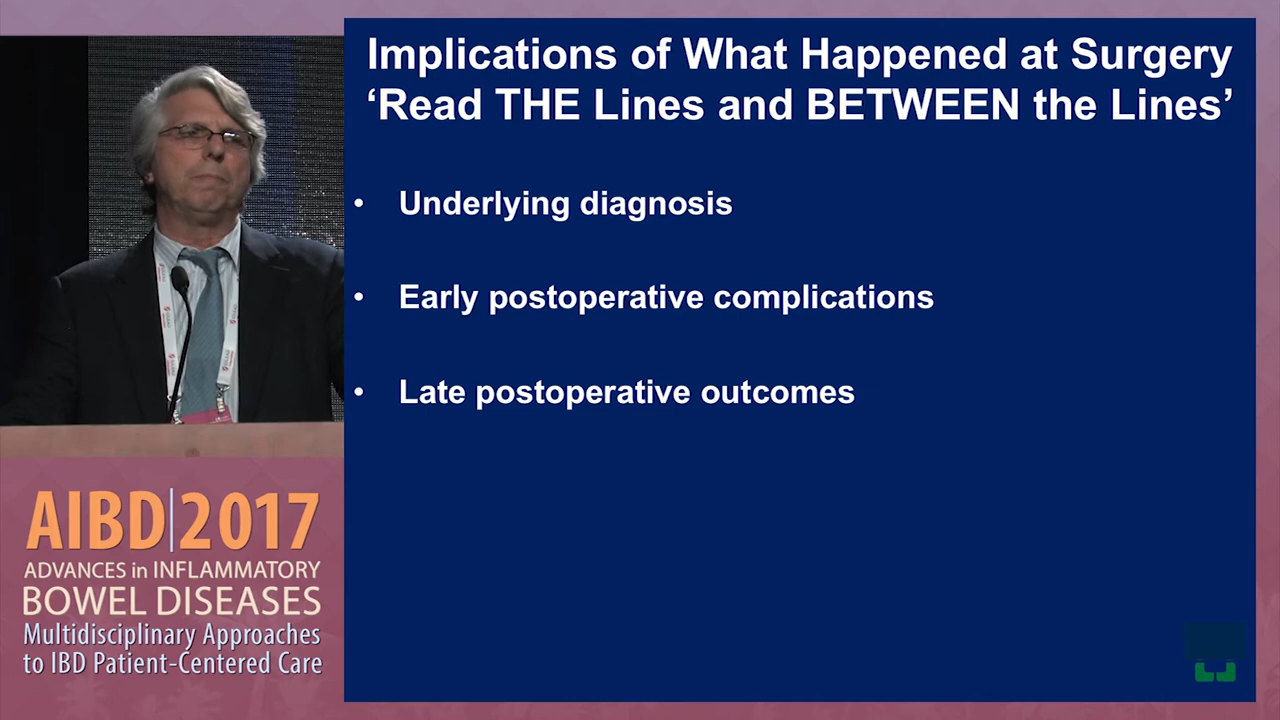 Implications of What Happened at Surgery
‘Read THE Lines and BETWEEN the Lines’
• Underlying diagnosis
• Early postoperative complications
• Late postoperative outcomes
AIBD|2017
ADVANCES in INFLAMMATORY
BOWEL DISEASES
Multidisciplinary Approaches
to IBD Patient-Centered Care